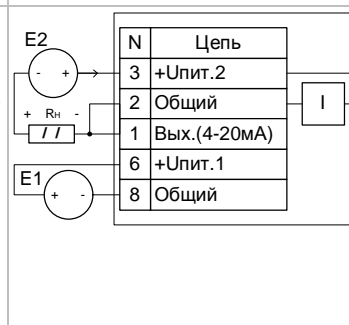 E2
N Цепь
- +
3 +Uпит.2
2 Общий
I
+ Rн -
1 Вых.(4-20мА)
6 +Uпит.1
E1
+ -
8 Общий